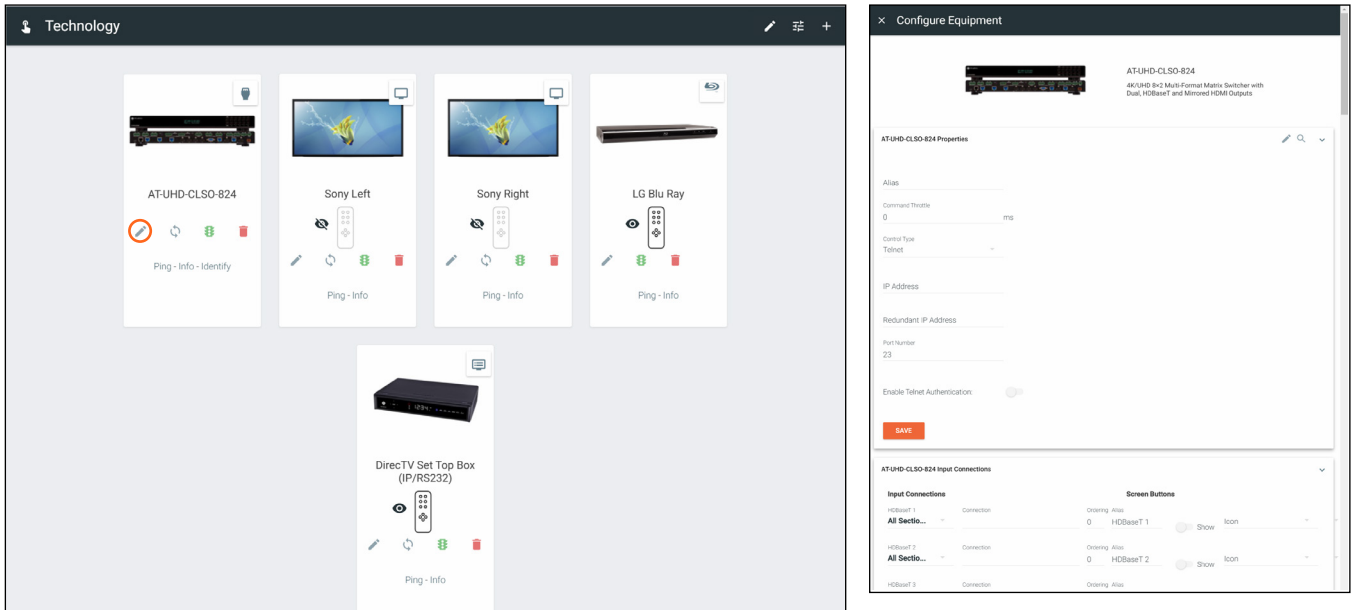 Technology
AT-UHD-CLSO-824
Ping - Info - Identify
Sony Left
Ping - Info
Sony Right
Ping - Info
LG Blu Ray
Ping - Info
DirecTV Set Top Box
(IP/RS232)
Ping - Info
× Configure Equipment
AT-UHD-CLSO-824
4K/UHD 8×2 Multi-Format Matrix Switcher with
Dual, HDBaseT and Mirrored HDMI Outputs
AT-UHD-CLSO-824 Properties
Alias
Command Throttle
0 ms
Control Type
Telnet
IP Address
Redundant IP Address
Port Number
23
Enable Telnet Authentication:
SAVE
AT-UHD-CLSO-824 Input Connections
Input Connections Screen Buttons
HDBaseT 1 Connection Ordering Alias
All Sectio... 0 HDBaseT 1 Show Icon
HDBaseT 2 Connection Ordering Alias
All Sectio... 0 HDBaseT 2 Show Icon
HDBaseT 3 Connection Ordering Alias